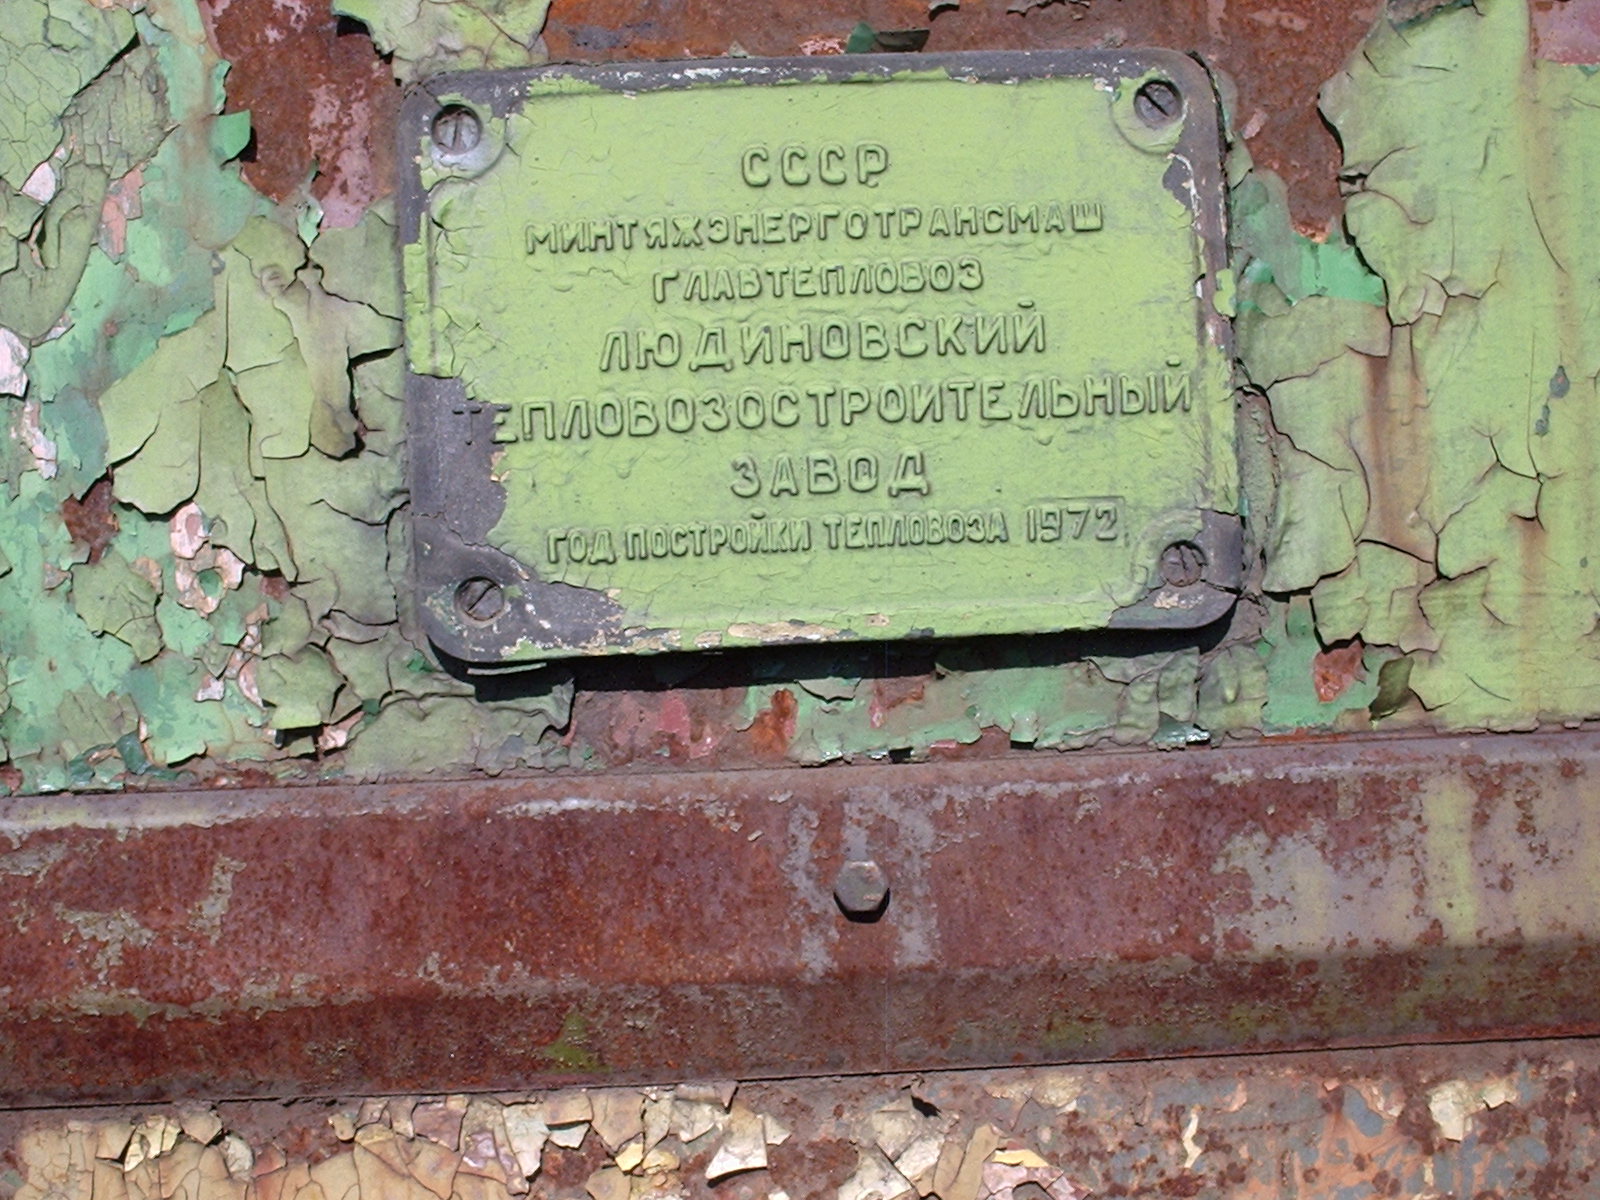 СССР
МИНТЯЖЭНЕРГОТРАНСМАШ
ГЛАВТЕПЛОВОЗ
ЛЮДИНОВСКИЙ
ТЕПЛОВОЗОСТРОИТЕЛЬНЫЙ
ЗАВОД
ГОД ПОСТРОЙКИ ТЕПЛОВОЗА 1972